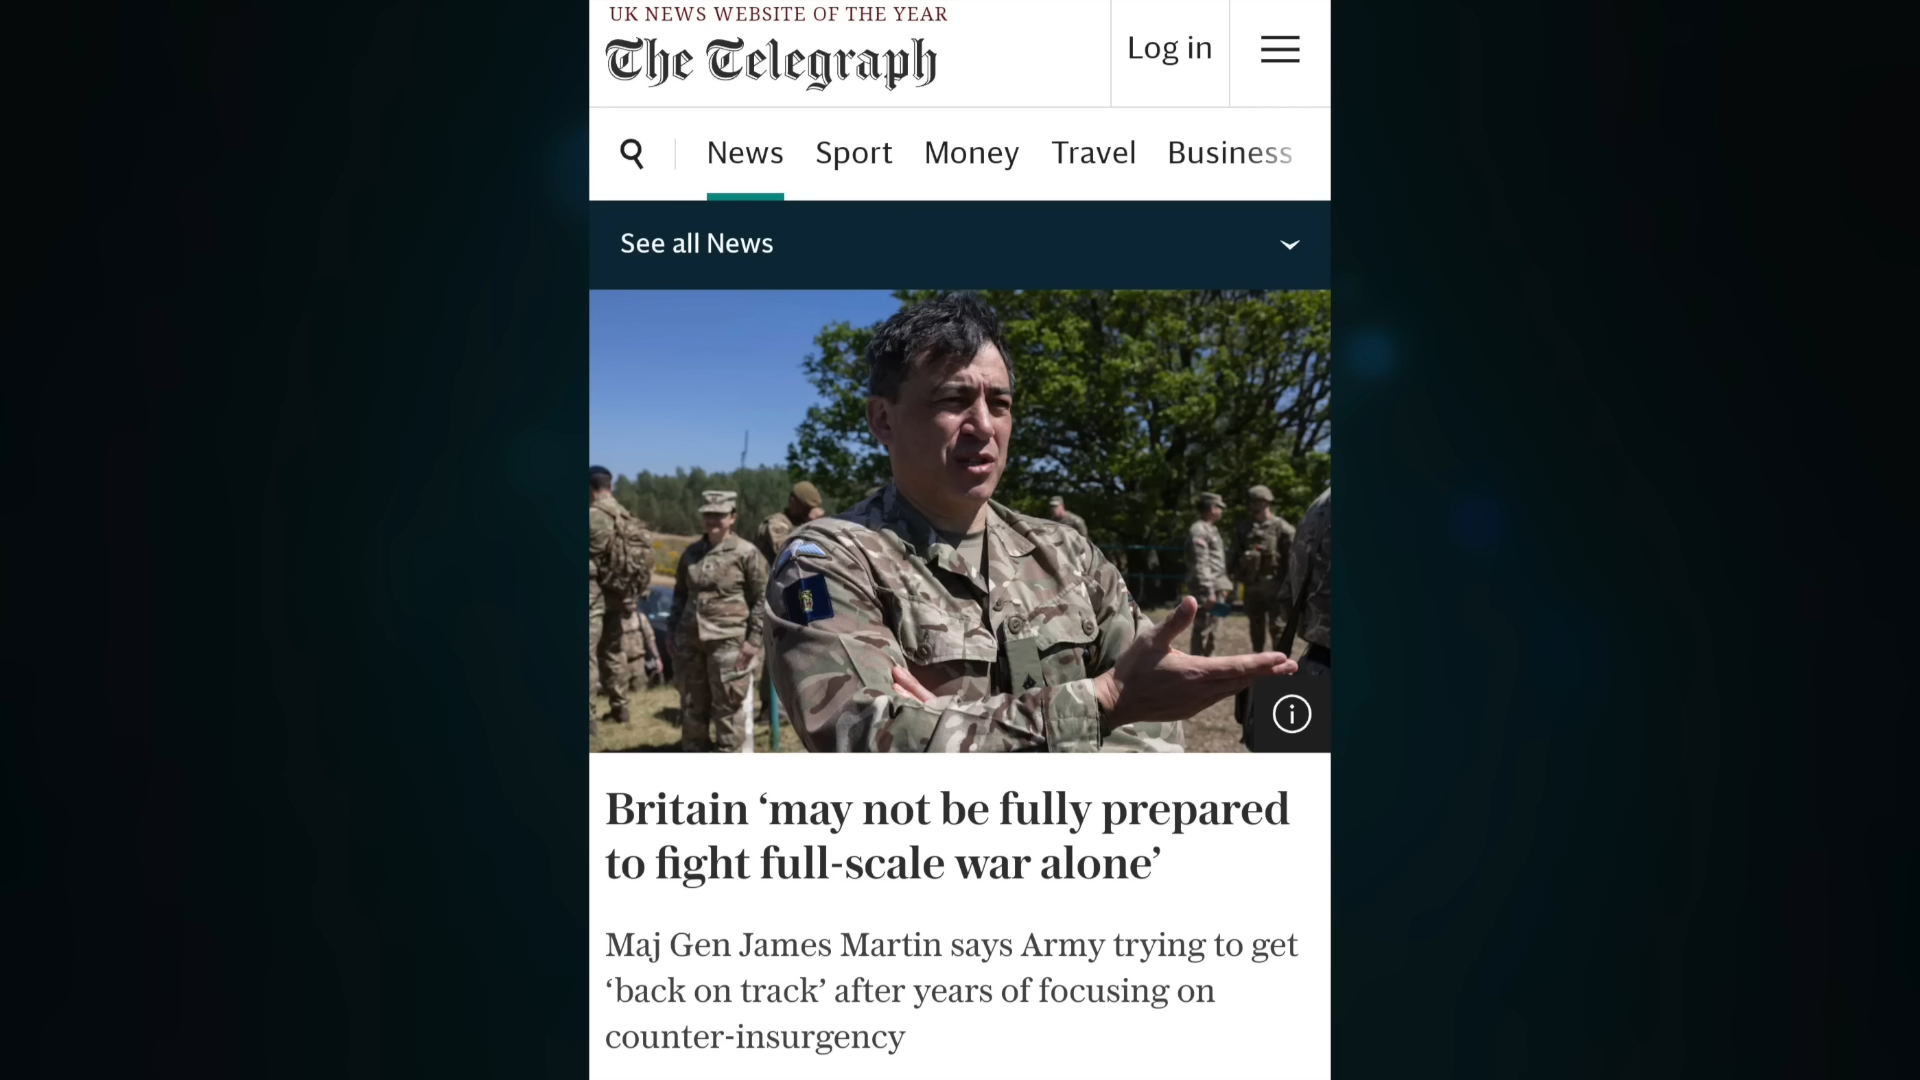 UK NEWS WEBSITE OF THE YEAR
The Telegraph
Log in
News Sport Money Travel Business
See all News
Britain ‘may not be fully prepared
to fight full-scale war alone’
Maj Gen James Martin says Army trying to get
‘back on track’ after years of focusing on
counter-insurgency